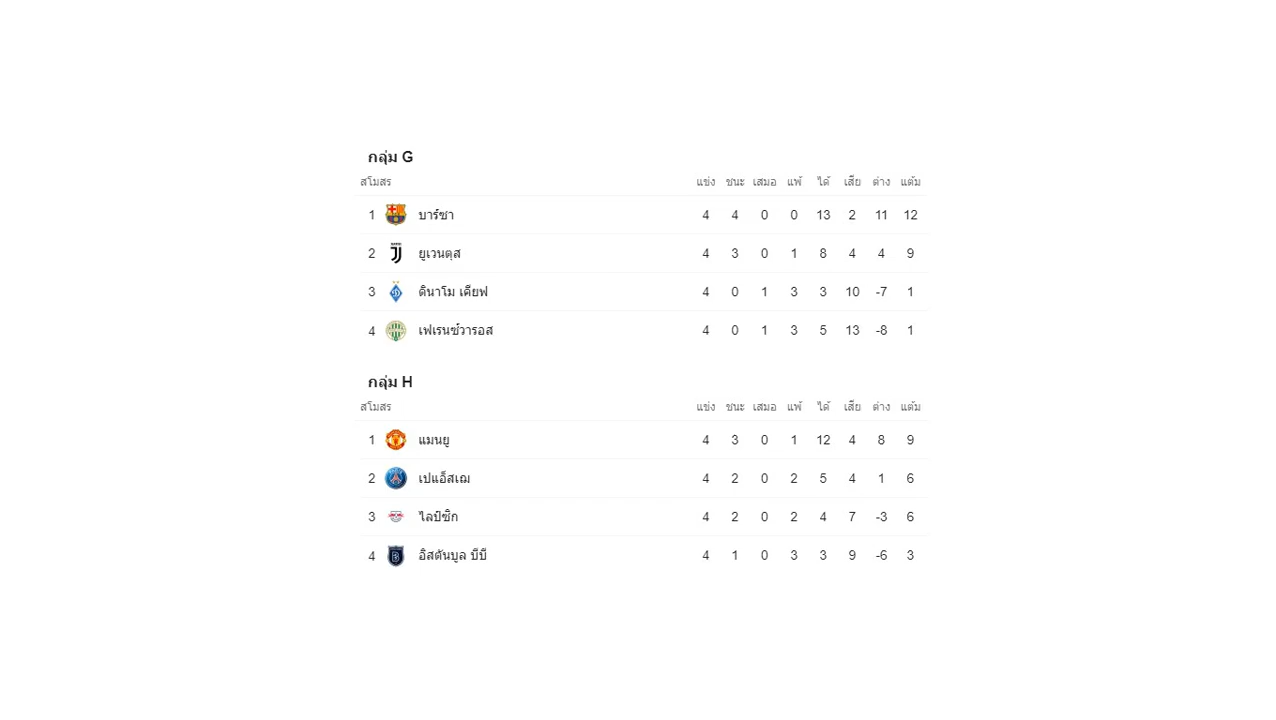 กลุ่ม G
สโมสร แข่ง ชนะ เสมอ แพ้ ได้ เสีย ต่าง แต้ม
1 บาร์ซา 4 4 0 0 13 2 11 12
2 ยูเวนตุส 4 3 0 1 8 4 4 9
3 ดินาโม เคียฟ 4 0 1 3 3 10 -7 1
4 เฟเรนซ์วารอส 4 0 1 3 5 13 -8 1
กลุ่ม H
สโมสร แข่ง ชนะ เสมอ แพ้ ได้ เสีย ต่าง แต้ม
1 แมนยู 4 3 0 1 12 4 8 9
2 เปแอ็สเฌ 4 2 0 2 5 4 1 6
3 ไลป์ซิก 4 2 0 2 4 7 -3 6
4 อิสตันบูล บีบี 4 1 0 3 3 9 -6 3